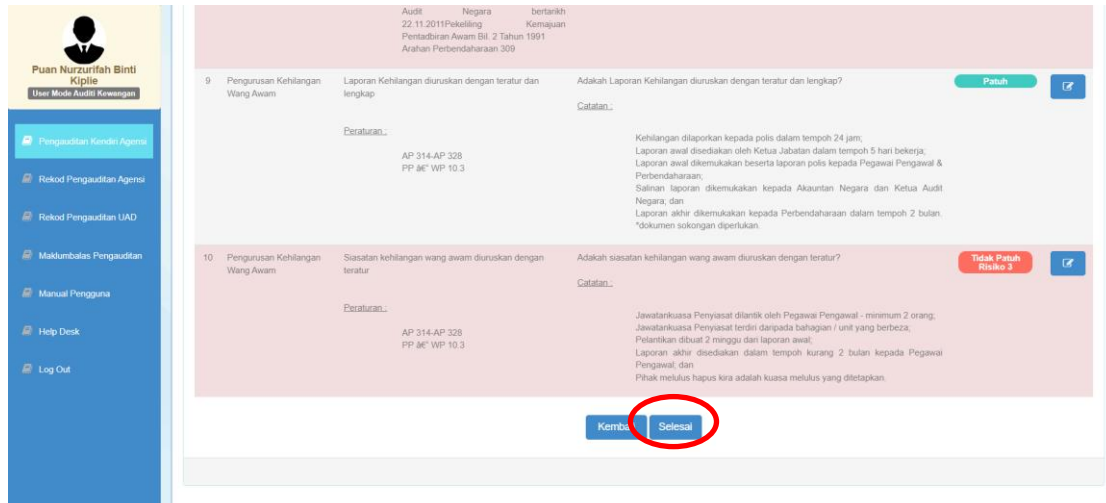 Puan Nurzurifah Binti
Kiplie
User Mode Auditi Kewangan
Pengauditan Kendiri Agensi
Rekod Pengauditan Agensi
Rekod Pengauditan UAD
Maklumbalas Pengauditan
Manual Pengguna
Help Desk
Log Out
Audit Negara bertarikh
22.11.2011Pekeliling Kemajuan
Pentadbiran Awam Bil. 2 Tahun 1991
Arahan Perbendaharaan 309
9 Pengurusan Kehilangan
Wang Awam
Laporan Kehilangan diuruskan dengan teratur dan
lengkap
Peraturan :
AP 314-AP 328
PP â€“ WP 10.3
Adakah Laporan Kehilangan diuruskan dengan teratur dan lengkap?
Catatan :
Kehilangan dilaporkan kepada polis dalam tempoh 24 jam;
Laporan awal disediakan oleh Ketua Jabatan dalam tempoh 5 hari bekerja;
Laporan awal dikemukakan beserta laporan polis kepada Pegawai Pengawal &
Perbendaharaan;
Salinan laporan dikemukakan kepada Akauntan Negara dan Ketua Audit
Negara; dan
Laporan akhir dikemukakan kepada Perbendaharaan dalam tempoh 2 bulan.
*dokumen sokongan diperlukan.
Patuh
10 Pengurusan Kehilangan
Wang Awam
Siasatan kehilangan wang awam diuruskan dengan
teratur
Peraturan :
AP 314-AP 328
PP â€“ WP 10.3
Adakah siasatan kehilangan wang awam diuruskan dengan teratur?
Catatan :
Jawatankuasa Penyiasat dilantik oleh Pegawai Pengawal - minimum 2 orang;
Jawatankuasa Penyiasat terdiri daripada bahagian / unit yang berbeza;
Pelantikan dibuat 2 minggu dari laporan awal;
Laporan akhir disediakan dalam tempoh kurang 2 bulan kepada Pegawai
Pengawal; dan
Pihak melulus hapus kira adalah kuasa melulus yang ditetapkan.
Tidak Patuh
Risiko 3
Kembali
Selesai